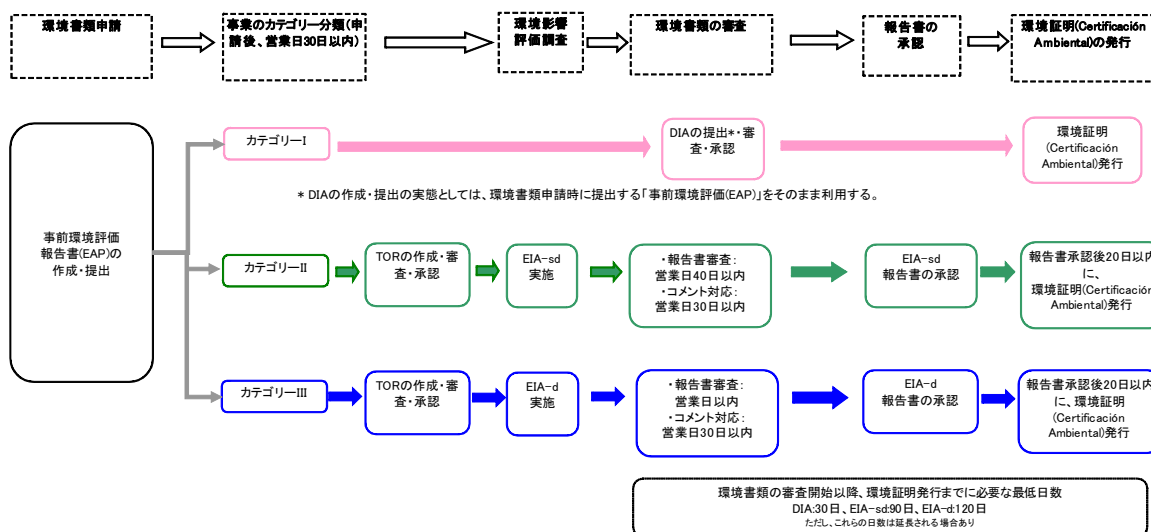 環境書類申請
事業のカテゴリー分類(申
請後、営業日30日以内)
環境影響
評価調査
環境書類の審査
報告書の
承認
環境証明(Certificación
Ambiental)の発行
事前環境評価
報告書(EAP)の
作成・提出
カテゴリーI
DIAの提出*・審
査・承認
環境証明
(Certificación
Ambiental)発行
* DIAの作成・提出の実態としては、環境書類申請時に提出する「事前環境評価(EAP)」をそのまま利用する。
カテゴリーII
TORの作成・審
査・承認
EIA-sd
実施
・報告書審査:
営業日40日以内
・コメント対応:
営業日30日以内
EIA-sd
報告書の承認
報告書承認後20日以内
に、
環境証明(Certificación
Ambiental)発行
カテゴリーIII
TORの作成・審
査・承認
EIA-d
実施
・報告書審査:
営業日以内
・コメント対応:
営業日30日以内
EIA-d
報告書の承認
報告書承認後20日以内
に、環境証明
(Certificación
Ambiental)発行
環境書類の審査開始以降、環境証明発行までに必要な最低日数
DIA:30日、EIA-sd:90日、EIA-d:120日
ただし、これらの日数は延長される場合あり